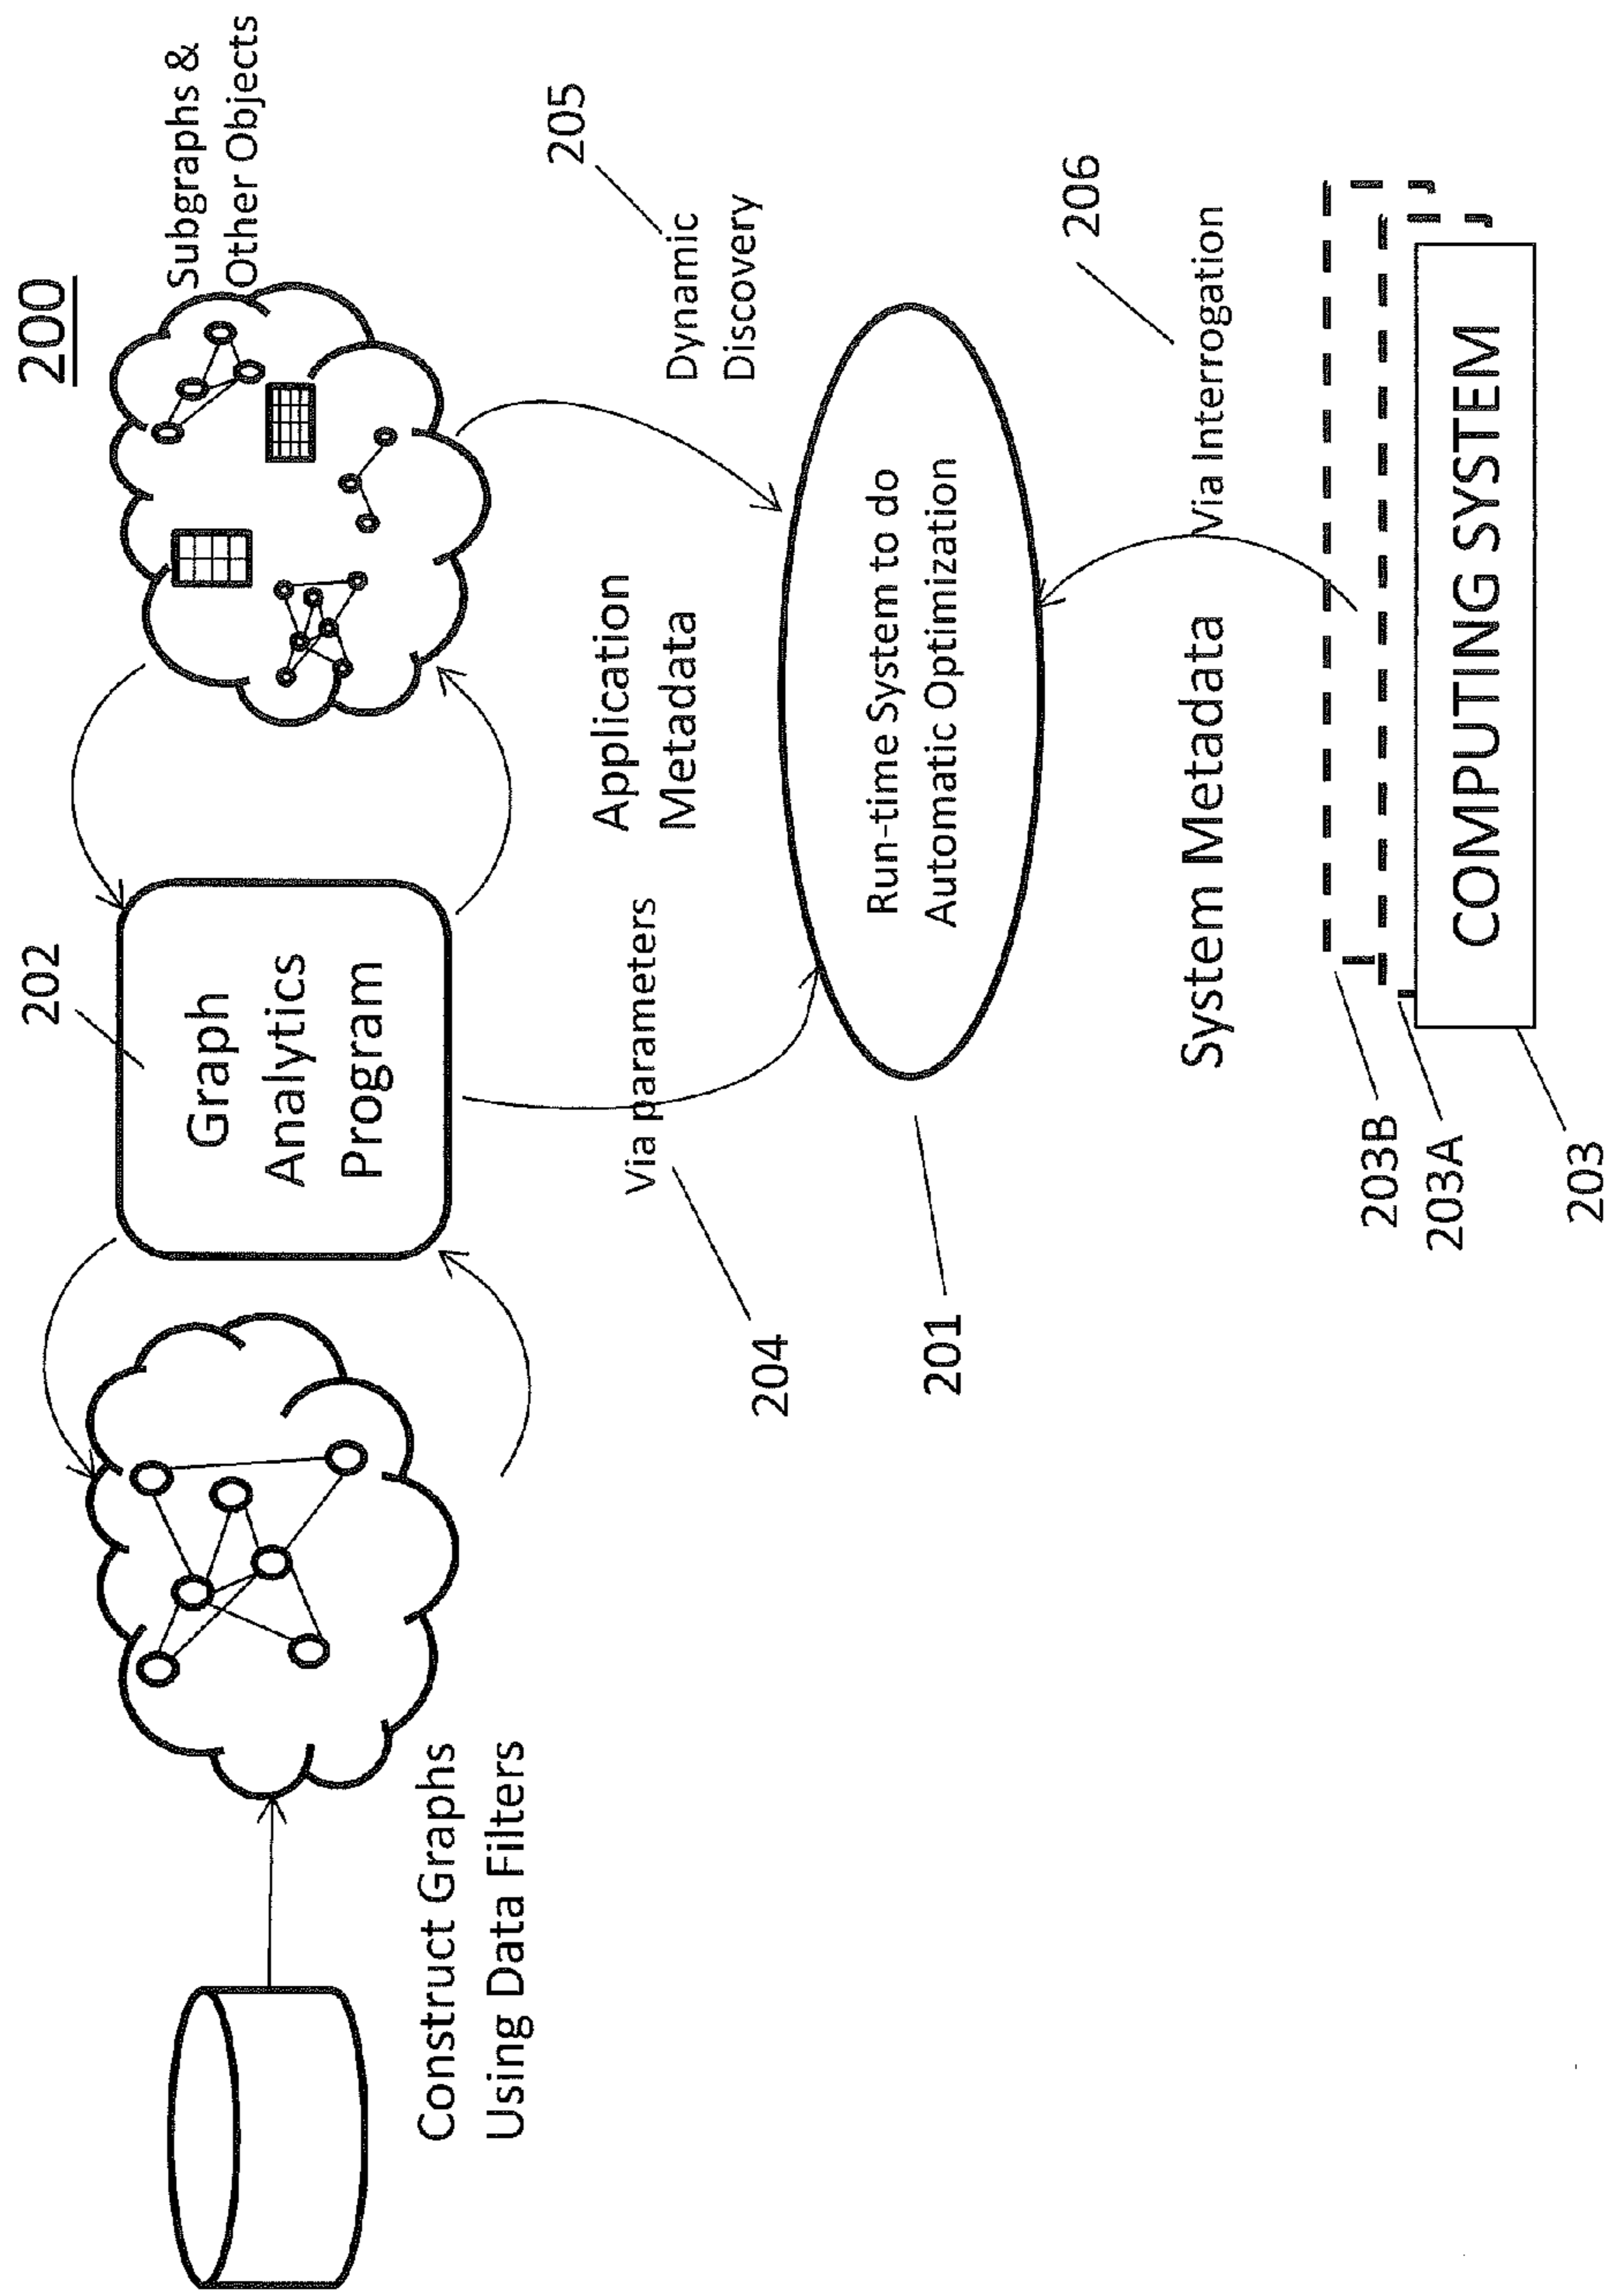 200
202
Subgraphs &
Other Objects
Graph
Analytics
Program
Construct Graphs
Using Data Filters
205
Dynamic
Discovery
Application
Metadata
Via parameters
204
Run-time System to do
Automatic Optimization
201
206
Via Interrogation
System Metadata
203B
203A
COMPUTING SYSTEM
203